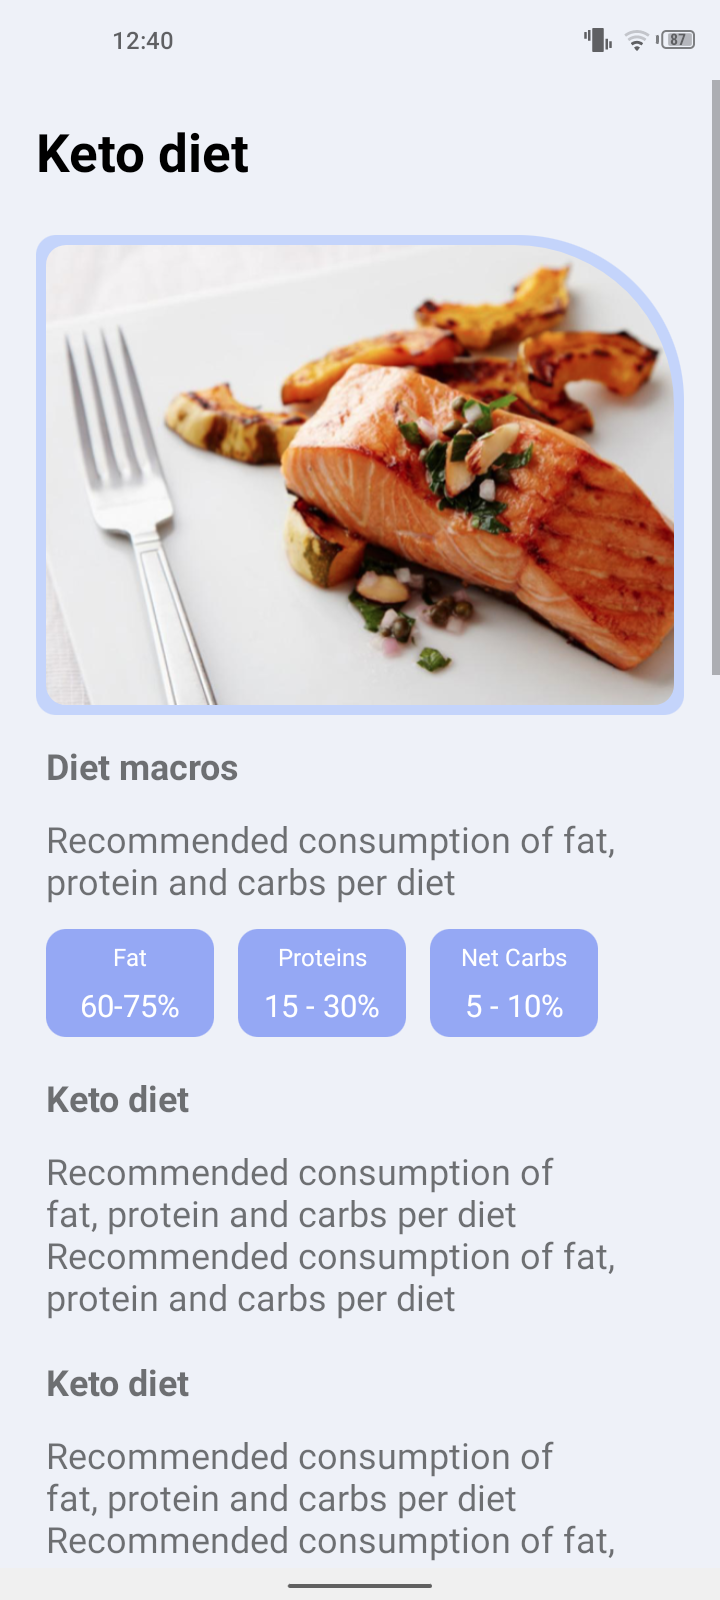 12:40
87
Keto diet
Diet macros
Recommended consumption of fat,
protein and carbs per diet
Fat
Proteins
Net Carbs
60-75%
15 - 30%
5 - 10%
Keto diet
Recommended consumption of
fat, protein and carbs per diet
Recommended consumption of fat,
protein and carbs per diet
Keto diet
Recommended consumption of
fat, protein and carbs per diet
Recommended consumption of fat,